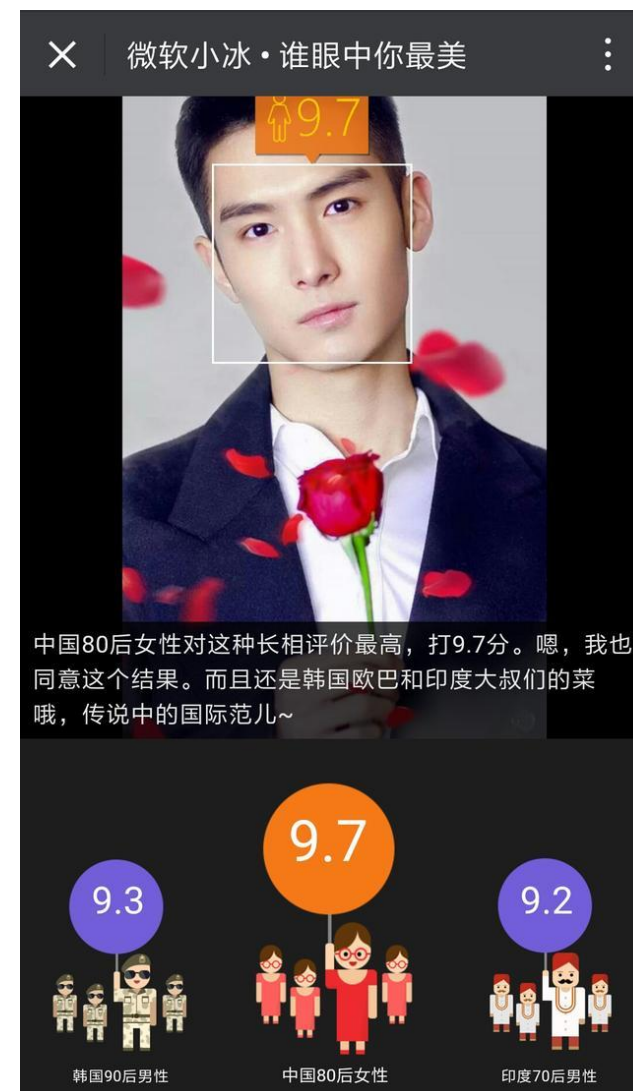 微软小冰•谁眼中你最美
9.7
中国80后女性对这种长相评价最高，打9.7分。嗯，我也
同意这个结果。而且还是韩国欧巴和印度大叔们的菜
哦，传说中的国际范儿~
9.7
9.3
9.2
韩国90后男性
中国80后女性
印度70后男性